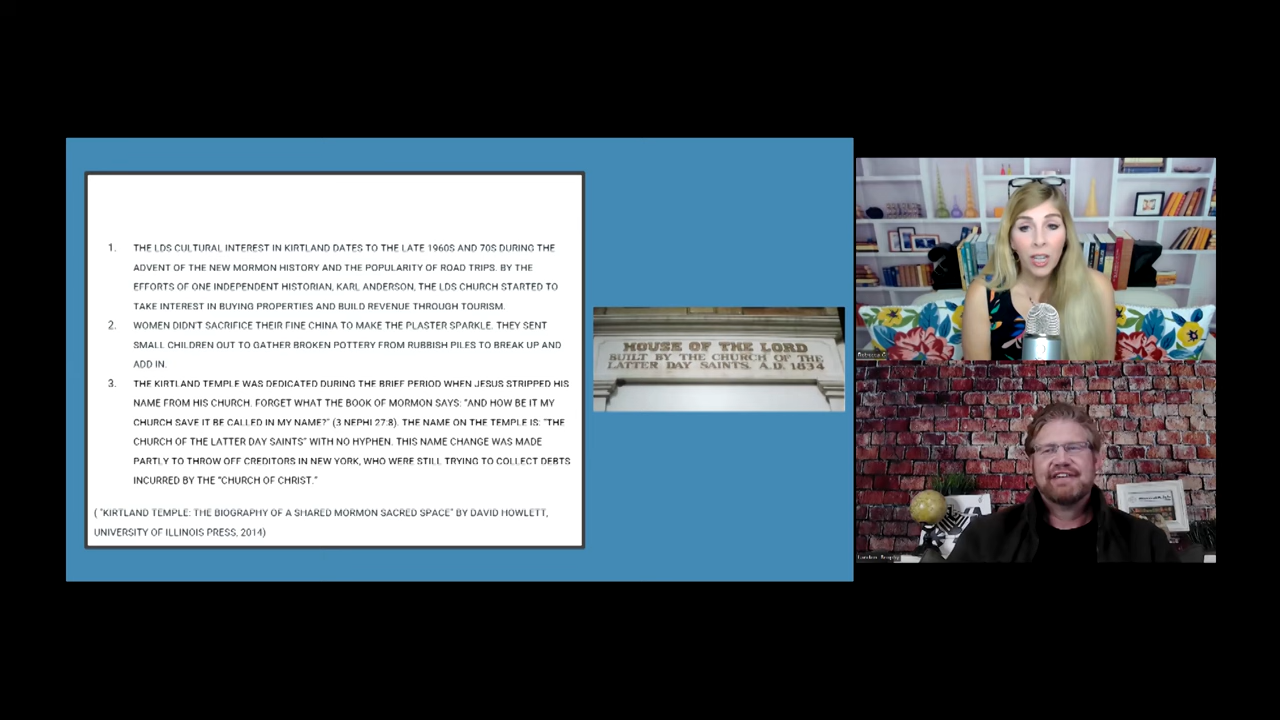 1. THE LDS CULTURAL INTEREST IN KIRTLAND DATES TO THE LATE 1960S AND 70S DURING THE
ADVENT OF THE NEW MORMON HISTORY AND THE POPULARITY OF ROAD TRIPS. BY THE
EFFORTS OF ONE INDEPENDENT HISTORIAN, KARL ANDERSON, THE LDS CHURCH STARTED TO
TAKE INTEREST IN BUYING PROPERTIES AND BUILD REVENUE THROUGH TOURISM.
2. WOMEN DIDN'T SACRIFICE THEIR FINE CHINA TO MAKE THE PLASTER SPARKLE. THEY SENT
SMALL CHILDREN OUT TO GATHER BROKEN POTTERY FROM RUBBISH PILES TO BREAK UP AND
ADD IN.
3. THE KIRTLAND TEMPLE WAS DEDICATED DURING THE BRIEF PERIOD WHEN JESUS STRIPPED HIS
NAME FROM HIS CHURCH. FORGET WHAT THE BOOK OF MORMON SAYS: "AND HOW BE IT MY
CHURCH SAVE IT BE CALLED IN MY NAME?" (3 NEPHI 27:8). THE NAME ON THE TEMPLE IS: "THE
CHURCH OF THE LATTER DAY SAINTS" WITH NO HYPHEN. THIS NAME CHANGE WAS MADE
PARTLY TO THROW OFF CREDITORS IN NEW YORK, WHO WERE STILL TRYING TO COLLECT DEBTS
INCURRED BY THE "CHURCH OF CHRIST."
( "KIRTLAND TEMPLE: THE BIOGRAPHY OF A SHARED MORMON SACRED SPACE" BY DAVID HOWLETT,
UNIVERSITY OF ILLINOIS PRESS, 2014)
HOUSE OF THE LORD
BUILT BY THE CHURCH OF THE
LATTER DAY SAINTS. A.D. 1834